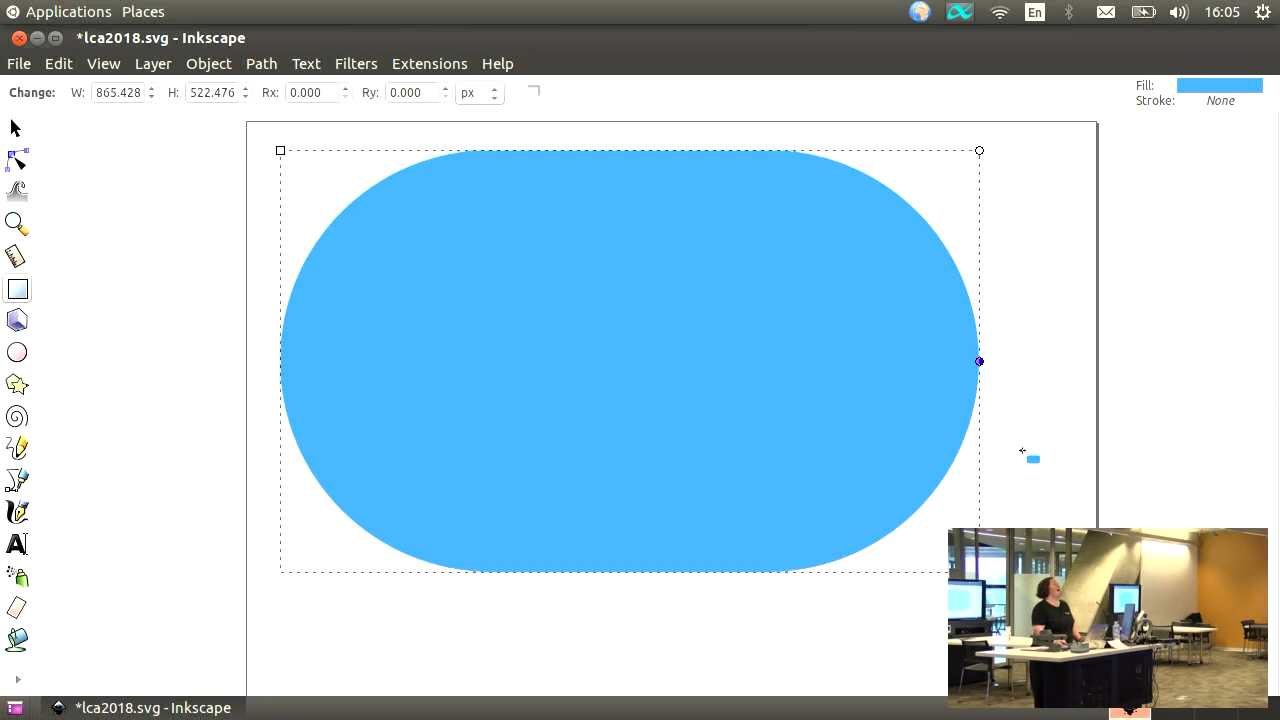 Applications Places
En
16:05
*lca2018.svg - Inkscape
File Edit View Layer Object Path Text Filters Extensions Help
Change: W: 865.428 H: 522.476 Rx: 0.000 Ry: 0.000 px
Fill:
Stroke: None
*lca2018.svg - Inkscape